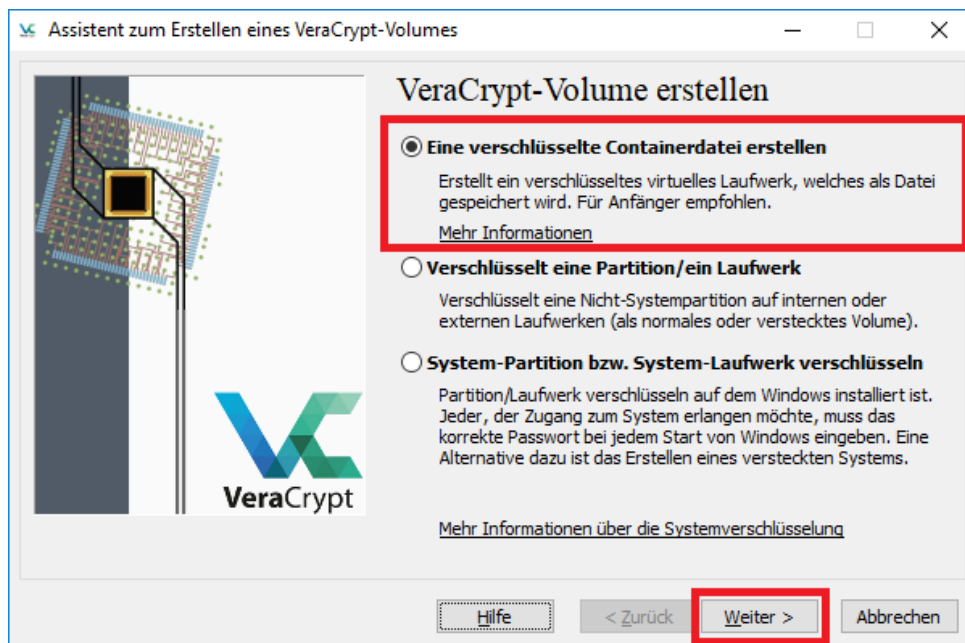 Assistent zum Erstellen eines VeraCrypt-Volumes
VeraCrypt-Volume erstellen
Eine verschlüsselte Containerdatei erstellen
Erstellt ein verschlüsseltes virtuelles Laufwerk, welches als Datei
gespeichert wird. Für Anfänger empfohlen.
Mehr Informationen
Verschlüsselt eine Partition/ein Laufwerk
Verschlüsselt eine Nicht-Systempartition auf internen oder
externen Laufwerken (als normales oder verstecktes Volume).
System-Partition bzw. System-Laufwerk verschlüsseln
Partition/Laufwerk verschlüsseln auf dem Windows installiert ist.
Jeder, der Zugang zum System erlangen möchte, muss das
korrekte Passwort bei jedem Start von Windows eingeben. Eine
Alternative dazu ist das Erstellen eines versteckten Systems.
VeraCrypt
Mehr Informationen über die Systemverschlüsselung
Hilfe
< Zurück
Weiter >
Abbrechen